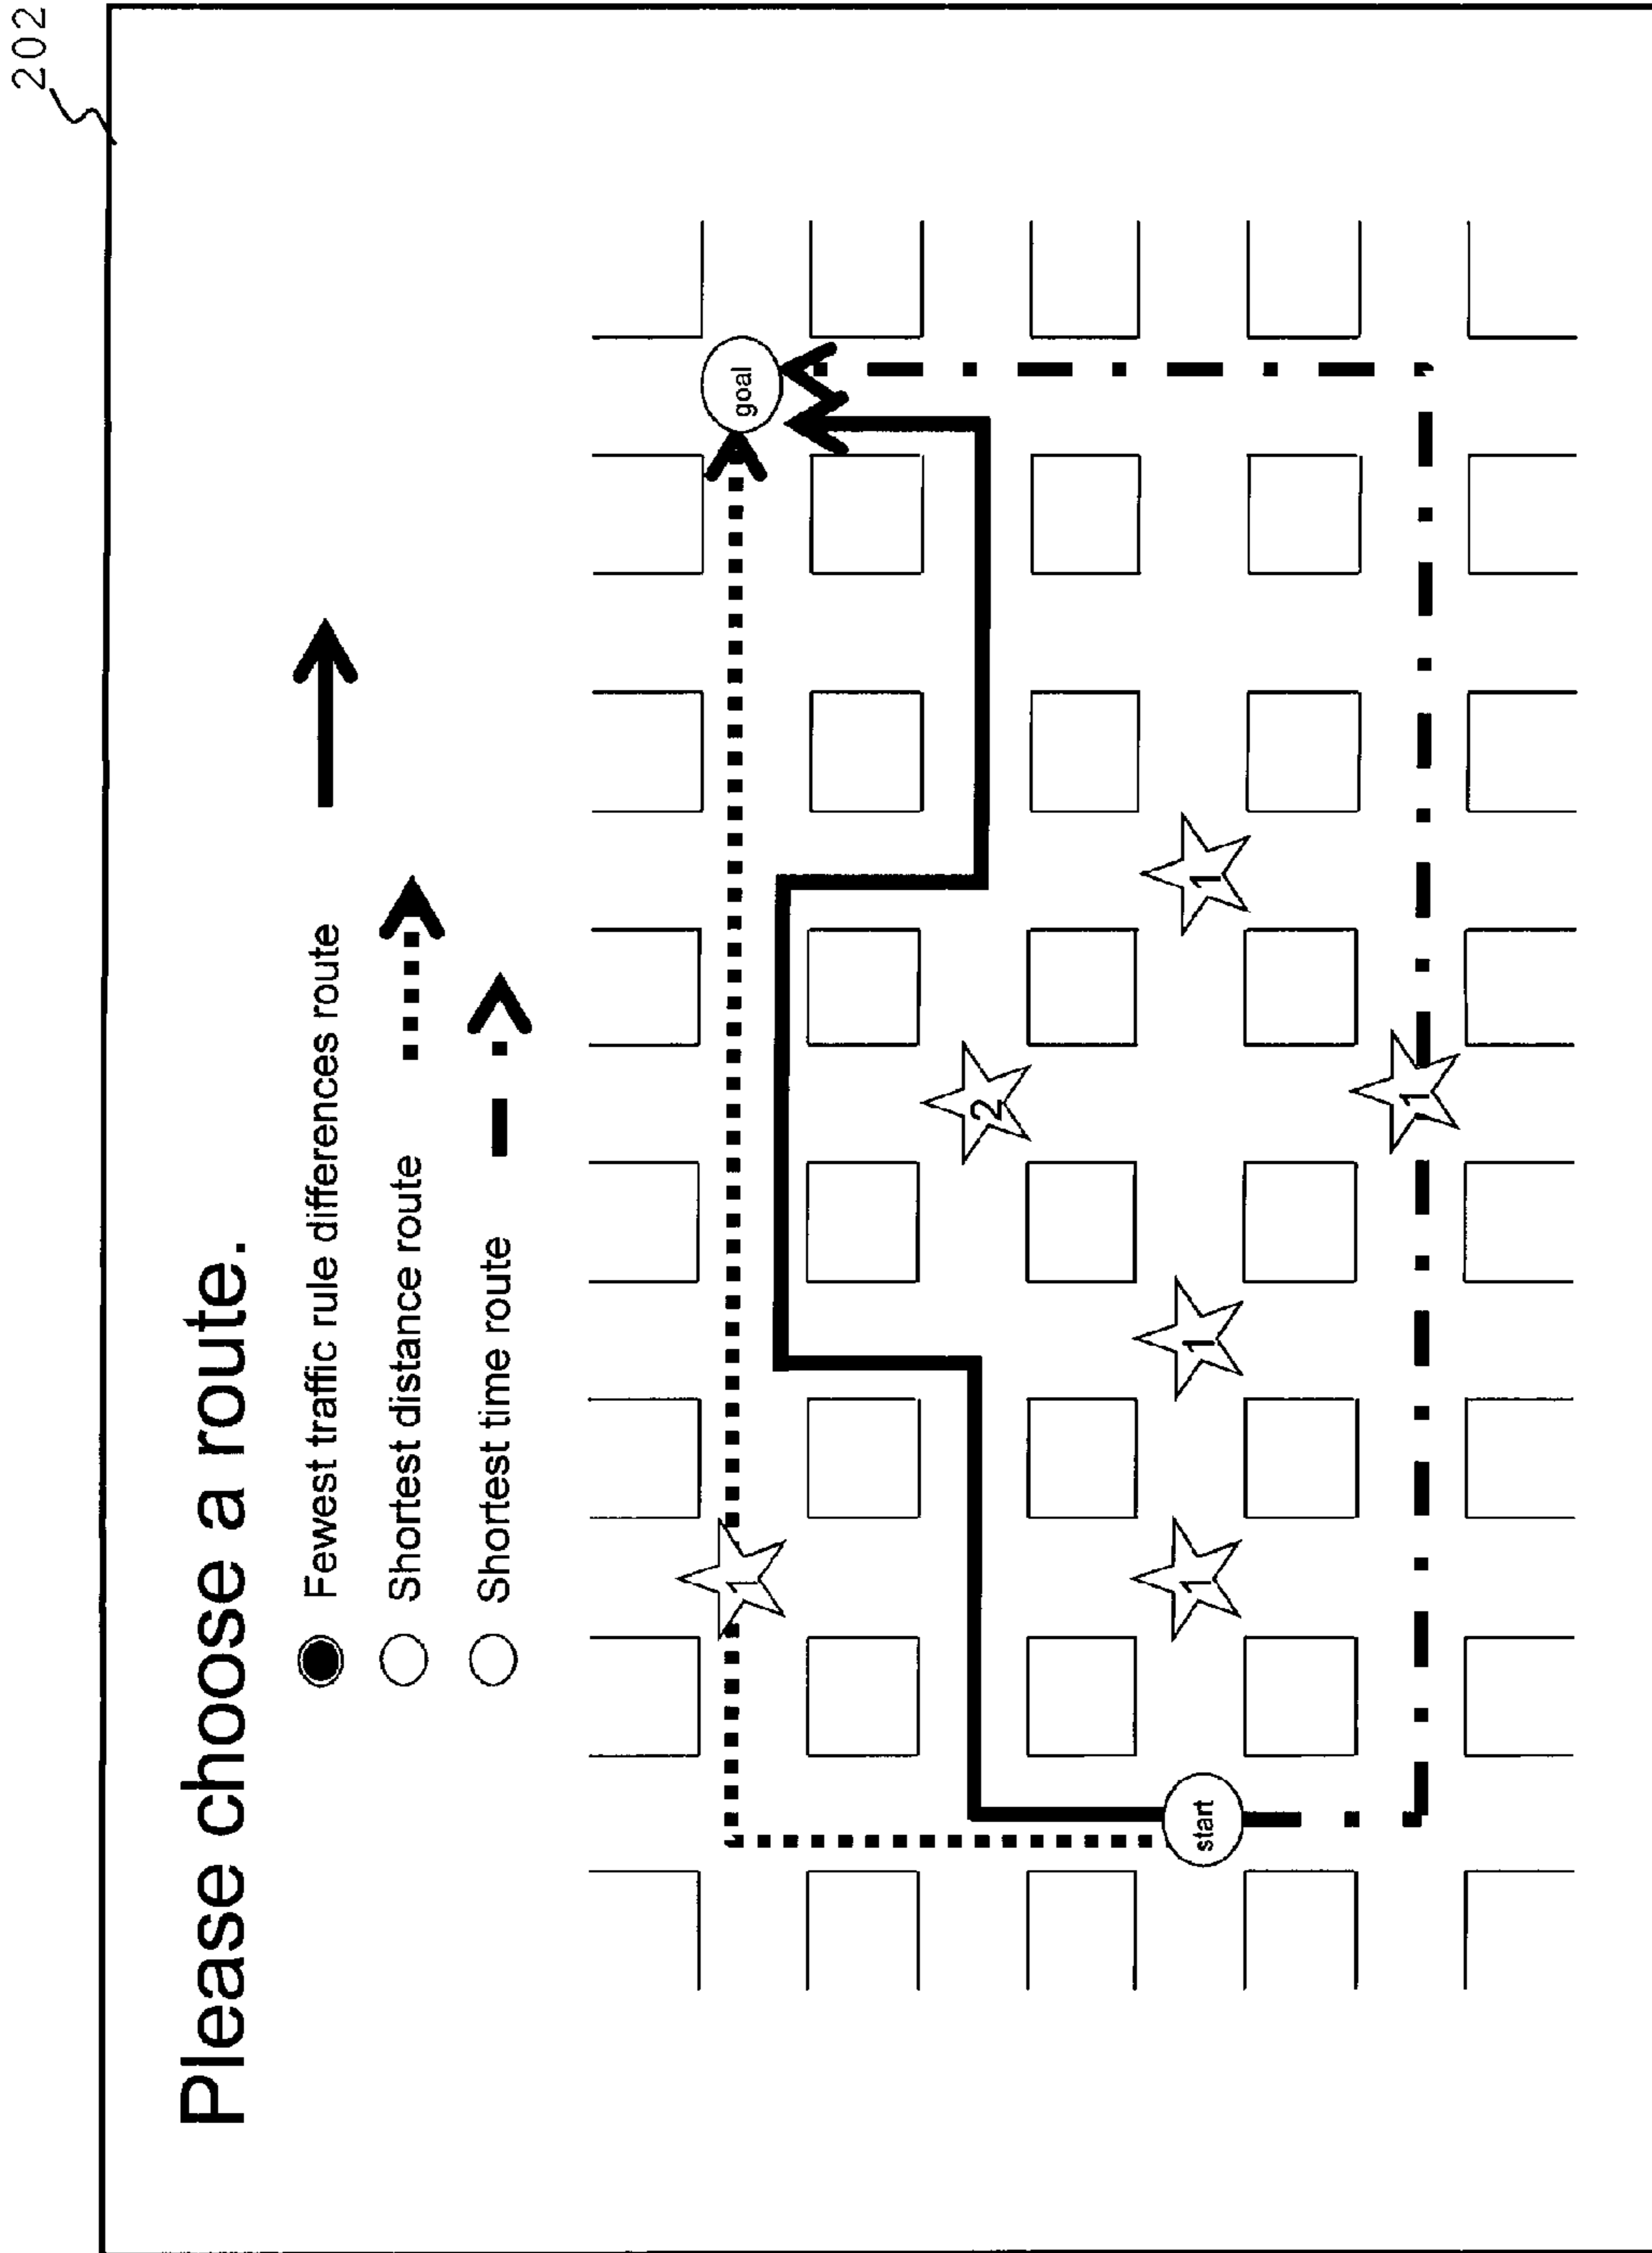 202
Please choose a route.
Fewest traffic rule differences route
Shortest distance route
Shortest time route
1
goal
2
start
1
1
1
1